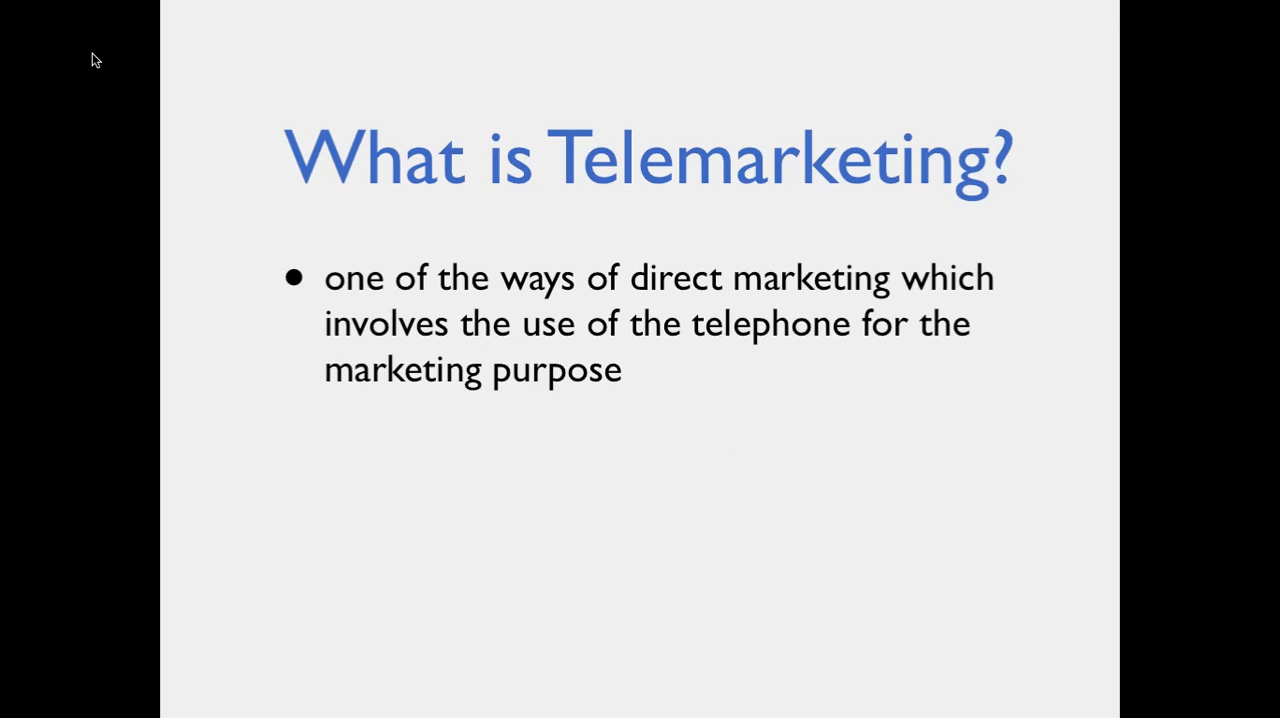 What is Telemarketing?
• one of the ways of direct marketing which
involves the use of the telephone for the
marketing purpose